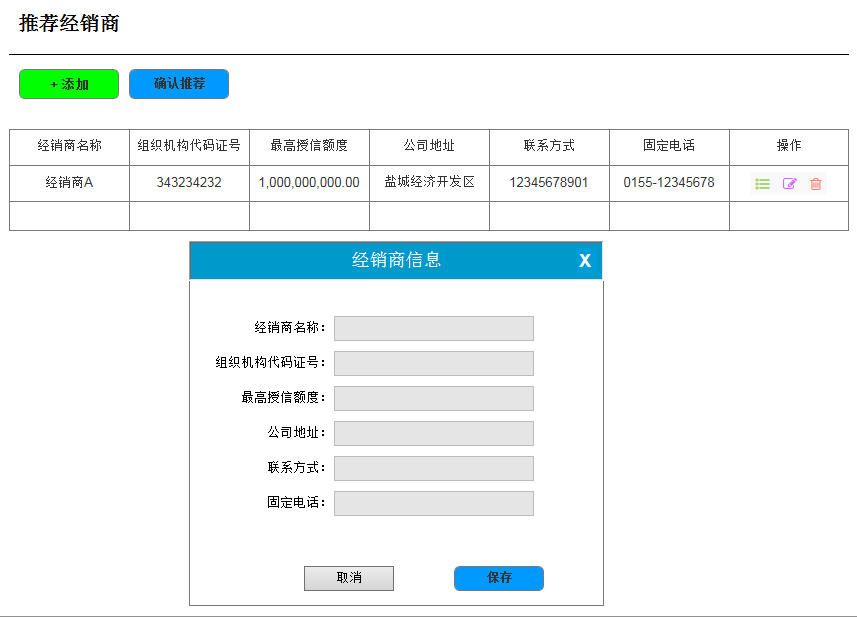 推荐经销商
+ 添加 确认推荐
经销商名称 组织机构代码证号 最高授信额度 公司地址 联系方式 固定电话 操作
经销商A 343234232 1,000,000,000.00 盐城经济开发区 12345678901 0155-12345678
经销商信息 X
经销商名称：
组织机构代码证号：
最高授信额度：
公司地址：
联系方式：
固定电话：
取消 保存